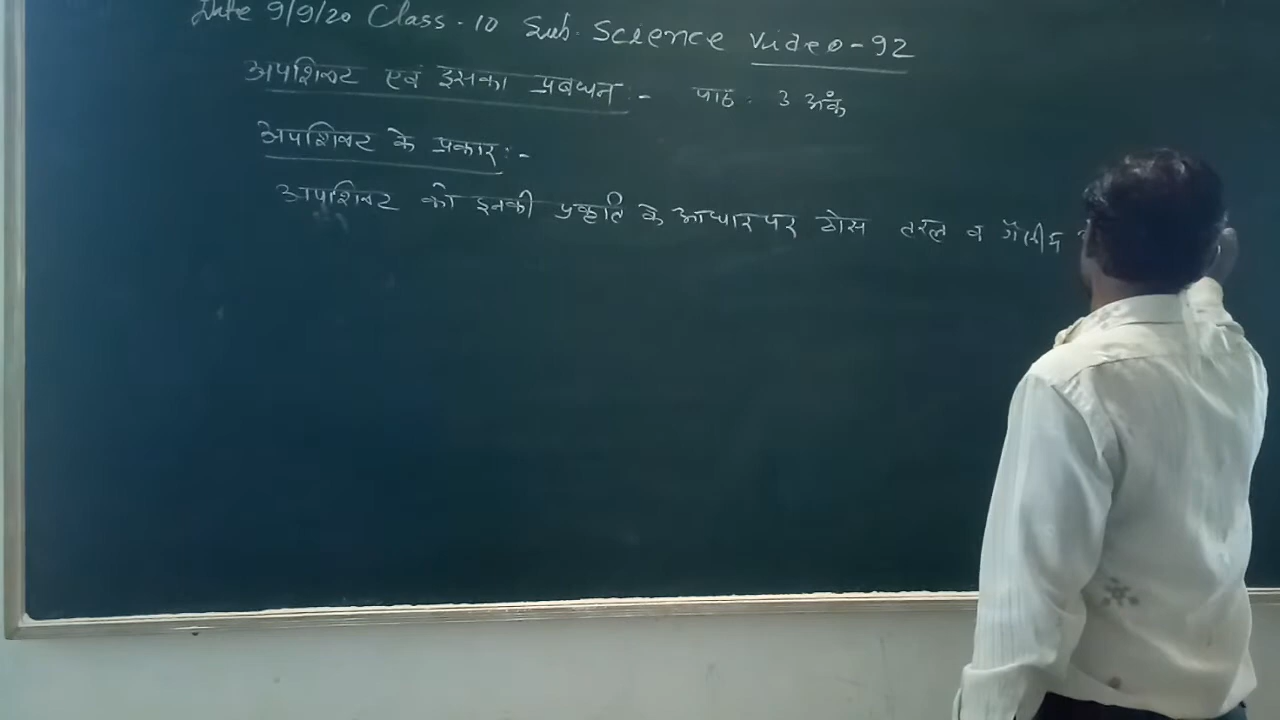 Date 9/9/20 Class - 10 Sub. Science Video-92
अपशिष्ट एवं इसका प्रबन्धन :- पाठ . 3 अंक
अपशिष्ट के प्रकार :-
अपशिष्ट को इनकी प्रकृति के आधार पर ठोस तरल व गैसीय